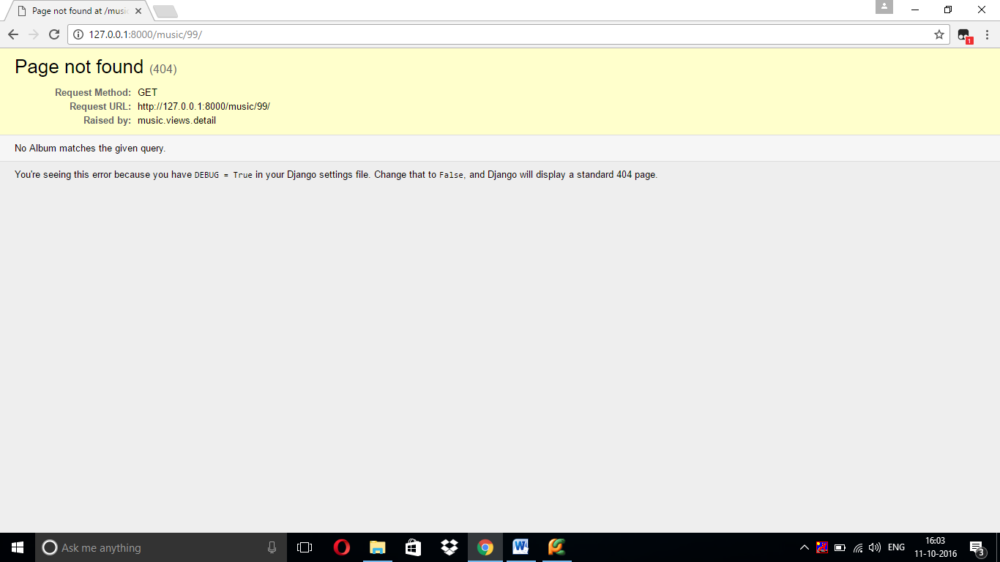 Page not found at /music
127.0.0.1:8000/music/99/
1
Page not found (404)
Request Method: GET
Request URL: http://127.0.0.1:8000/music/99/
Raised by: music.views.detail
No Album matches the given query.
You're seeing this error because you have DEBUG = True in your Django settings file. Change that to False, and Django will display a standard 404 page.
Ask me anything
W
ENG
16:03
11-10-2016
3